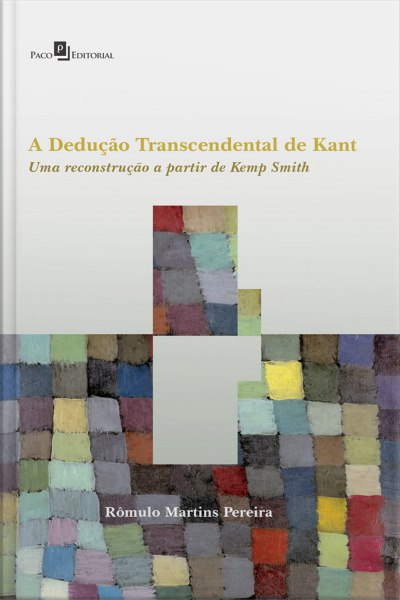 PACO EDITORIAL
A Dedução Transcendental de Kant
Uma reconstrução a partir de Kemp Smith
Rômulo Martins Pereira